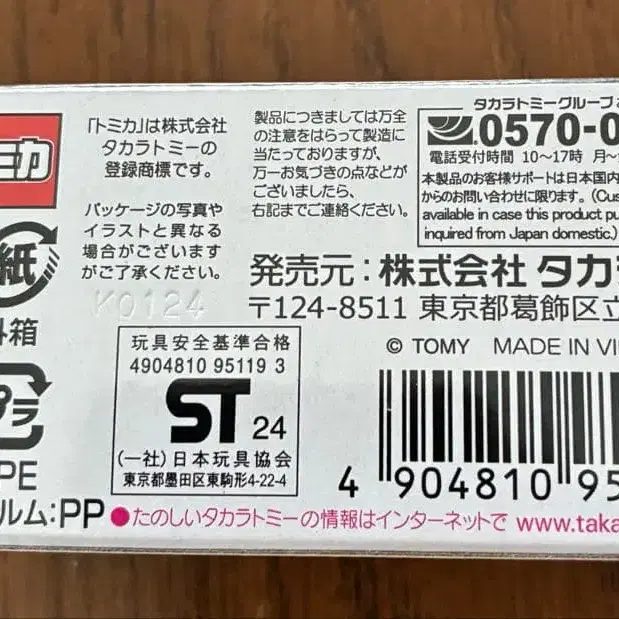 トミカ
「トミカ」は株式会社
タカラトミーの
登録商標です。
パッケージの写真や
イラストと異なる
場合がございます
がご了承ください。
K0124
製品につきましては万全
の注意をはらって製造に
当たっておりますが、
万一お気づきの点などが
ございましたら、
右記までご連絡ください。
タカラトミーグループ
0570-0
電話受付時間 10〜17時 月〜
本製品のお客様サポートは日本国内
からのお問い合わせに限ります。(Cus
available in case this product pu
inquired from Japan domestic.)
発売元：株式会社 タカラ
〒124-8511 東京都葛飾区立
© TOMY MADE IN VI
紙
箱
プラ
PE
ルム:PP
玩具安全基準合格
4904810 95119 3
ST 24
(一社)日本玩具協会
東京都墨田区東駒形4-22-4
4 904810 95
●たのしいタカラトミーの情報はインターネットで www.taka